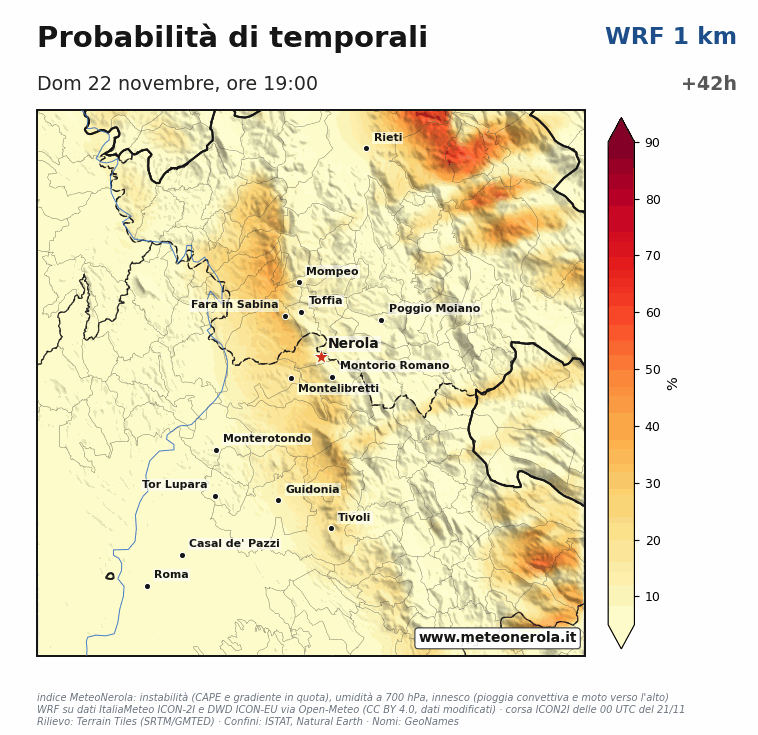 Probabilità di temporali
WRF 1 km
Dom 22 novembre, ore 19:00
+42h
Rieti
Mompeo
Toffia
Fara in Sabina
Poggio Moiano
Nerola
Montorio Romano
Montelibretti
Monterotondo
Tor Lupara
Guidonia
Tivoli
Casal de' Pazzi
Roma
www.meteonerola.it
90
80
70
60
50
40
30
20
10
%
indice MeteoNerola: instabilità (CAPE e gradiente in quota), umidità a 700 hPa, innesco (pioggia convettiva e moto verso l'alto)
WRF su dati ItaliaMeteo ICON-2I e DWD ICON-EU via Open-Meteo (CC BY 4.0, dati modificati) · corsa ICON2I delle 00 UTC del 21/11
Rilievo: Terrain Tiles (SRTM/GMTED) · Confini: ISTAT, Natural Earth · Nomi: GeoNames